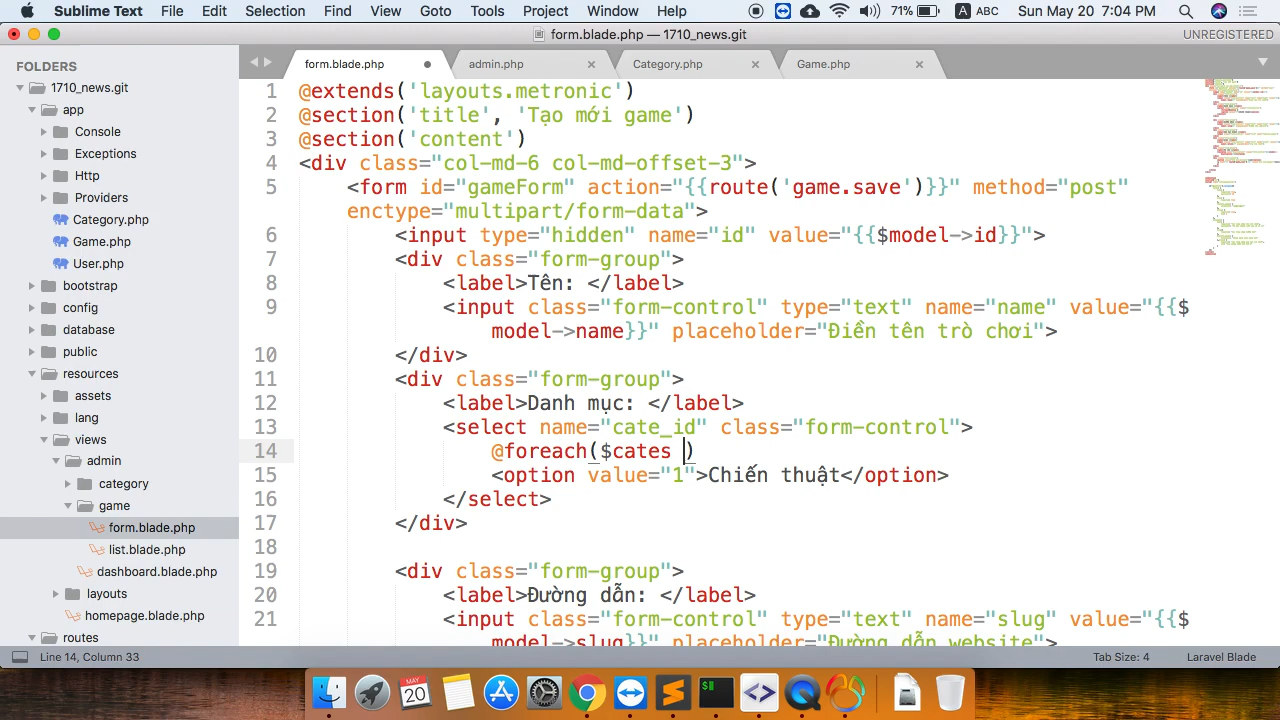 Sublime Text File Edit Selection Find View Goto Tools Project Window Help 71% A ABC Sun May 20 7:04 PM
form.blade.php — 1710_news.git UNREGISTERED
FOLDERS
1710_news.git
app
Console
Exceptions
Http
Providers
Category.php
Game.php
User.php
bootstrap
config
database
public
resources
assets
lang
views
admin
category
game
form.blade.php
list.blade.php
dashboard.blade.php
layouts
homepage.blade.php
routes
form.blade.php admin.php Category.php Game.php
1 @extends('layouts.metronic')
2 @section('title', 'Tạo mới game')
3 @section('content')
4 <div class="col-md-6 col-md-offset-3">
5 <form id="gameForm" action="{{route('game.save')}}" method="post"
enctype="multipart/form-data">
6 <input type="hidden" name="id" value="{{$model->id}}">
7 <div class="form-group">
8 <label>Tên: </label>
9 <input class="form-control" type="text" name="name" value="{{$
model->name}}" placeholder="Điền tên trò chơi">
10 </div>
11 <div class="form-group">
12 <label>Danh mục: </label>
13 <select name="cate_id" class="form-control">
14 @foreach($cates )
15 <option value="1">Chiến thuật</option>
16 </select>
17 </div>
18
19 <div class="form-group">
20 <label>Đường dẫn: </label>
21 <input class="form-control" type="text" name="slug" value="{{$
model->slug}}" placeholder="Đường dẫn website">
Line 14, Column 33 Tab Size: 4 Laravel Blade
MAY
20